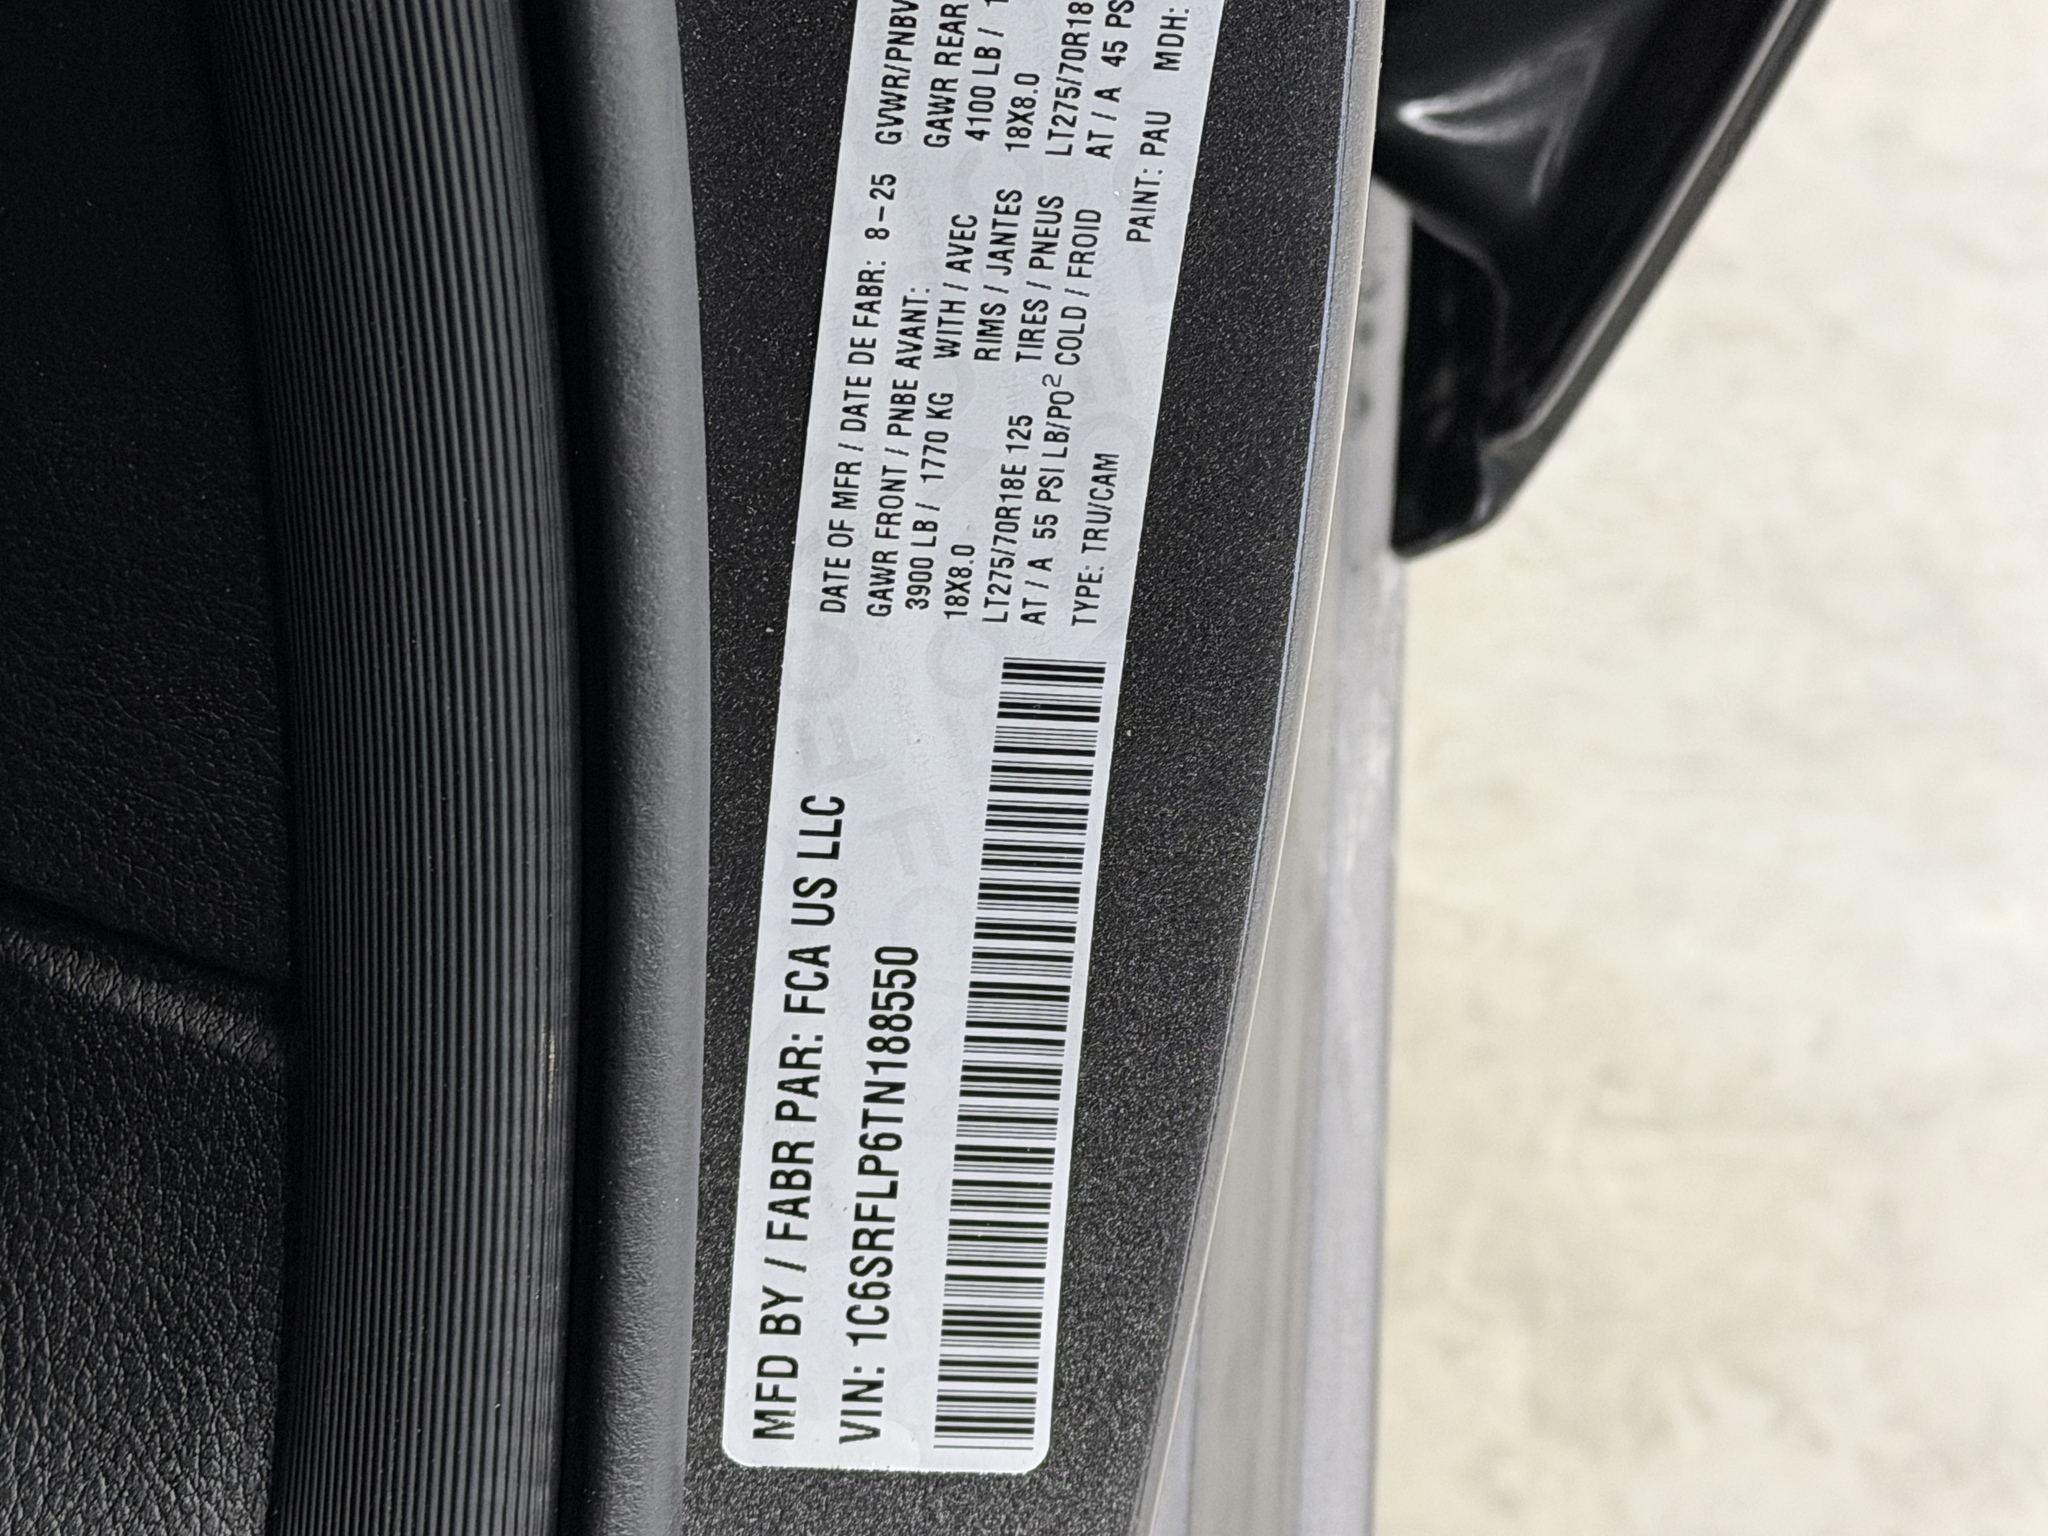 MFD BY / FABR PAR: FCA US LLC
VIN: 1C6SRFLP6TN188550
DATE OF MFR / DATE DE FABR: 8-25 GVWR/PNBV
GAWR FRONT / PNBE AVANT: GAWR REAR
3900 LB / 1770 KG WITH / AVEC 4100 LB /
18X8.0 RIMS / JANTES 18X8.0
LT275/70R18E 125 TIRES / PNEUS LT275/70R18
AT / A 55 PSI LB/PO² COLD / FROID AT / A 45 PS
TYPE: TRU/CAM PAINT: PAU MDH: